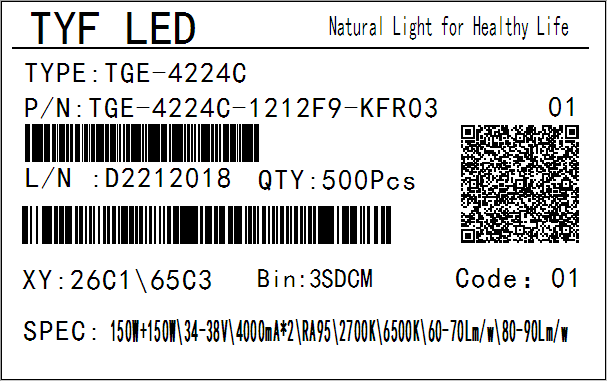 TYF LED Natural Light for Healthy Life
TYPE:TGE-4224C
P/N:TGE-4224C-1212F9-KFR03 01
L/N :D2212018 QTY:500Pcs
XY:26C1\65C3 Bin:3SDCM Code: 01
SPEC: 150W+150W\34-38V\4000mA*2\RA95\2700K\6500K\60-70Lm/w\80-90Lm/w